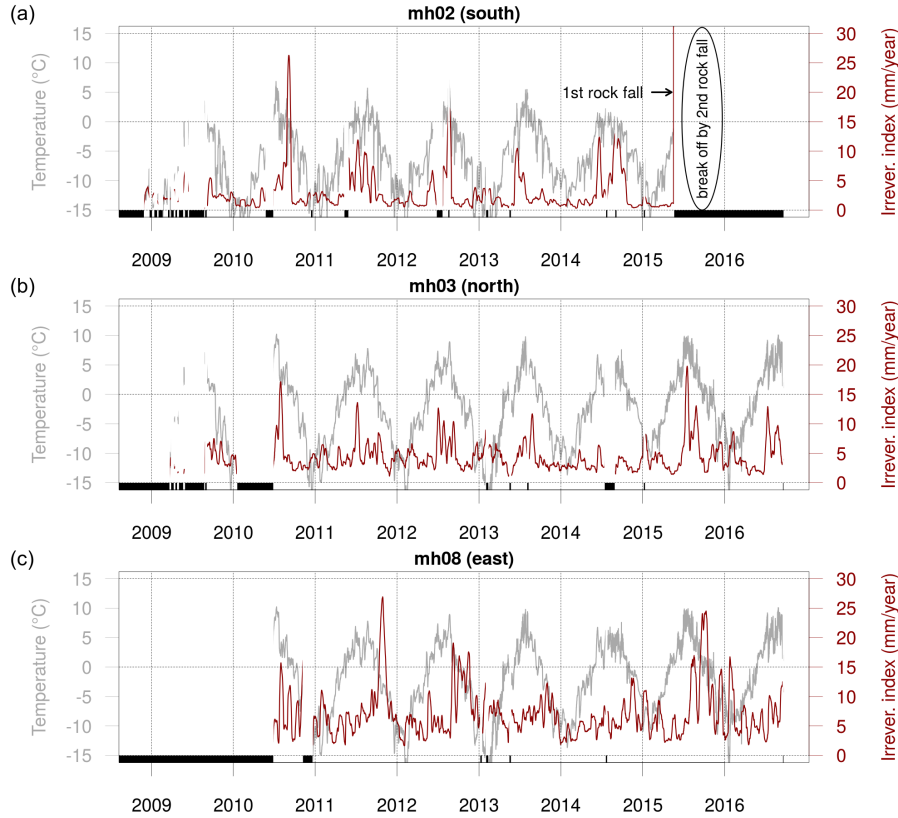 (a)
mh02 (south)
Temperature (°C)
15
10
5
0
-5
-10
-15
1st rock fall
break off by 2nd rock fall
30
25
20
15
10
5
0
Irrever. index (mm/year)
2009 2010 2011 2012 2013 2014 2015 2016
(b)
mh03 (north)
Temperature (°C)
15
10
5
0
-5
-10
-15
30
25
20
15
10
5
0
Irrever. index (mm/year)
2009 2010 2011 2012 2013 2014 2015 2016
(c)
mh08 (east)
Temperature (°C)
15
10
5
0
-5
-10
-15
30
25
20
15
10
5
0
Irrever. index (mm/year)
2009 2010 2011 2012 2013 2014 2015 2016